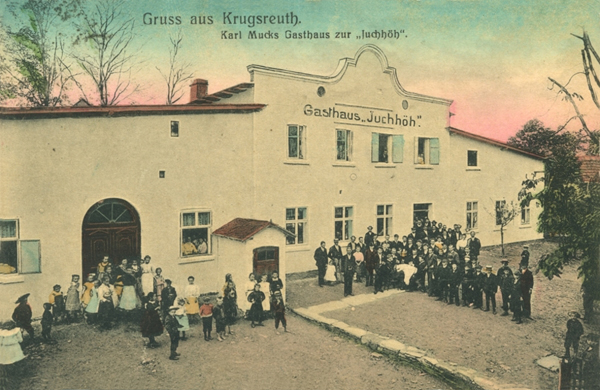 Gruss aus Krugsreuth.
Karl Mucks Gasthaus zur „Juchhöh“.
Gasthaus „Juchhöh“.